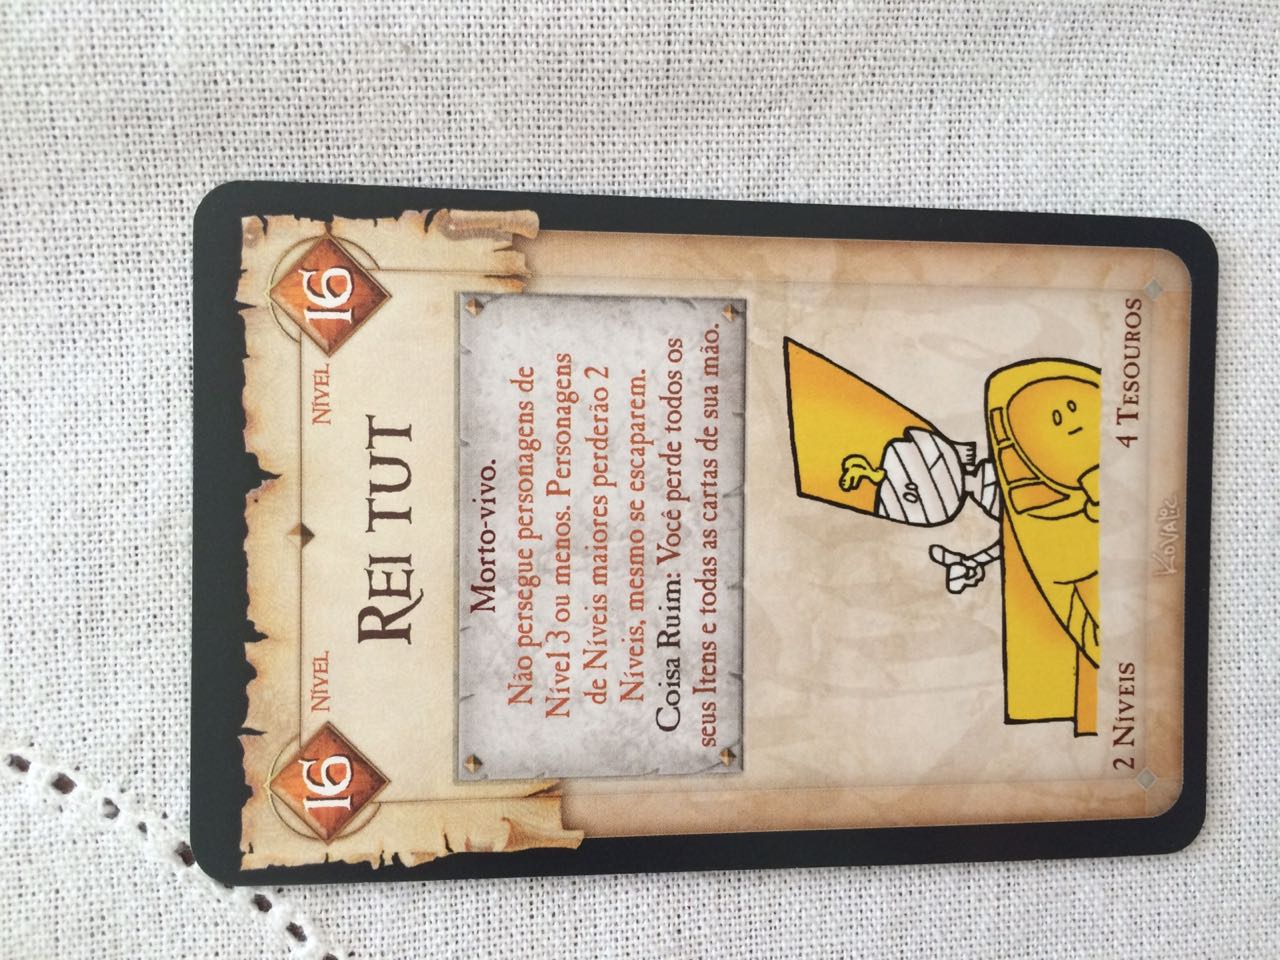 16 NÍVEL NÍVEL 16
REI TUT
Morto-vivo.
Não persegue personagens de
Nível 3 ou menos. Personagens
de Níveis maiores perderão 2
Níveis, mesmo se escaparem.
Coisa Ruim: Você perde todos os
seus Itens e todas as cartas de sua mão.
2 NÍVEIS 4 TESOUROS
KOVALIC